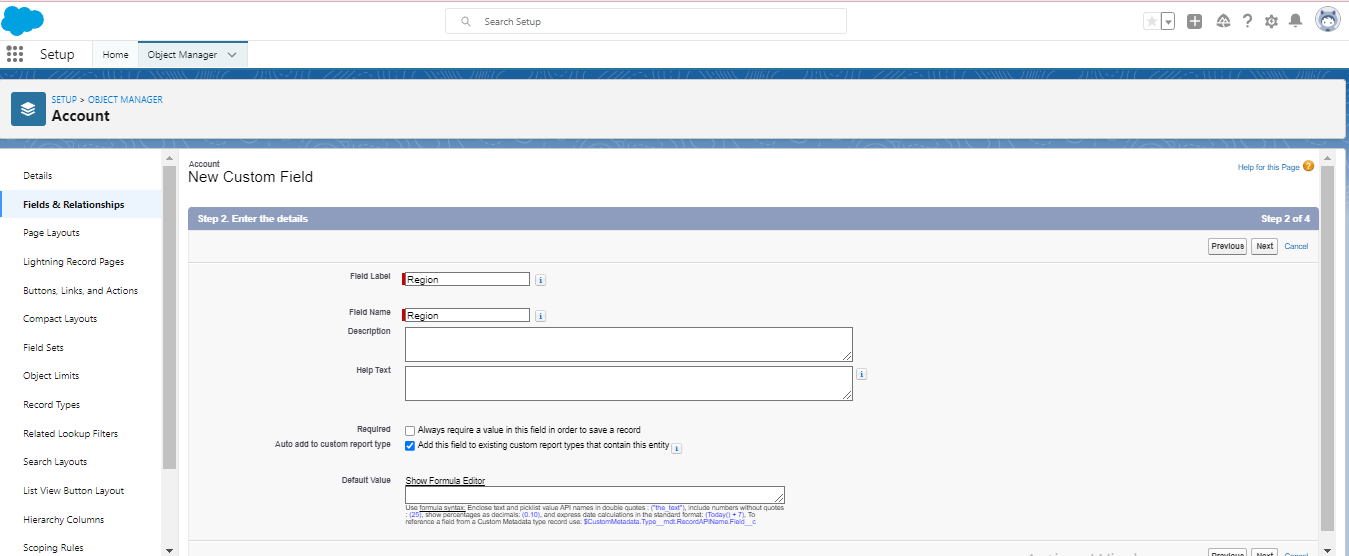 Search Setup
Setup
Home
Object Manager
SETUP > OBJECT MANAGER
Account
Details
Fields & Relationships
Page Layouts
Lightning Record Pages
Buttons, Links, and Actions
Compact Layouts
Field Sets
Object Limits
Record Types
Related Lookup Filters
Search Layouts
List View Button Layout
Hierarchy Columns
Scoping Rules
Account
New Custom Field
Help for this Page ?
Step 2. Enter the details Step 2 of 4
Previous Next Cancel
Field Label Region i
Field Name Region i
Description
Help Text i
Required Always require a value in this field in order to save a record
Auto add to custom report type Add this field to existing custom report types that contain this entity i
Default Value Show Formula Editor
Use formula syntax: Enclose text and picklist value API names in double quotes : ("the_text"), include numbers without quotes
: (25), show percentages as decimals: (0.10), and express date calculations in the standard format: (Today() + 7), To
reference a field from a Custom Metadata type record use: $CustomMetadata.Type__mdt.RecordAPIName.Field__c
Previous Next Cancel